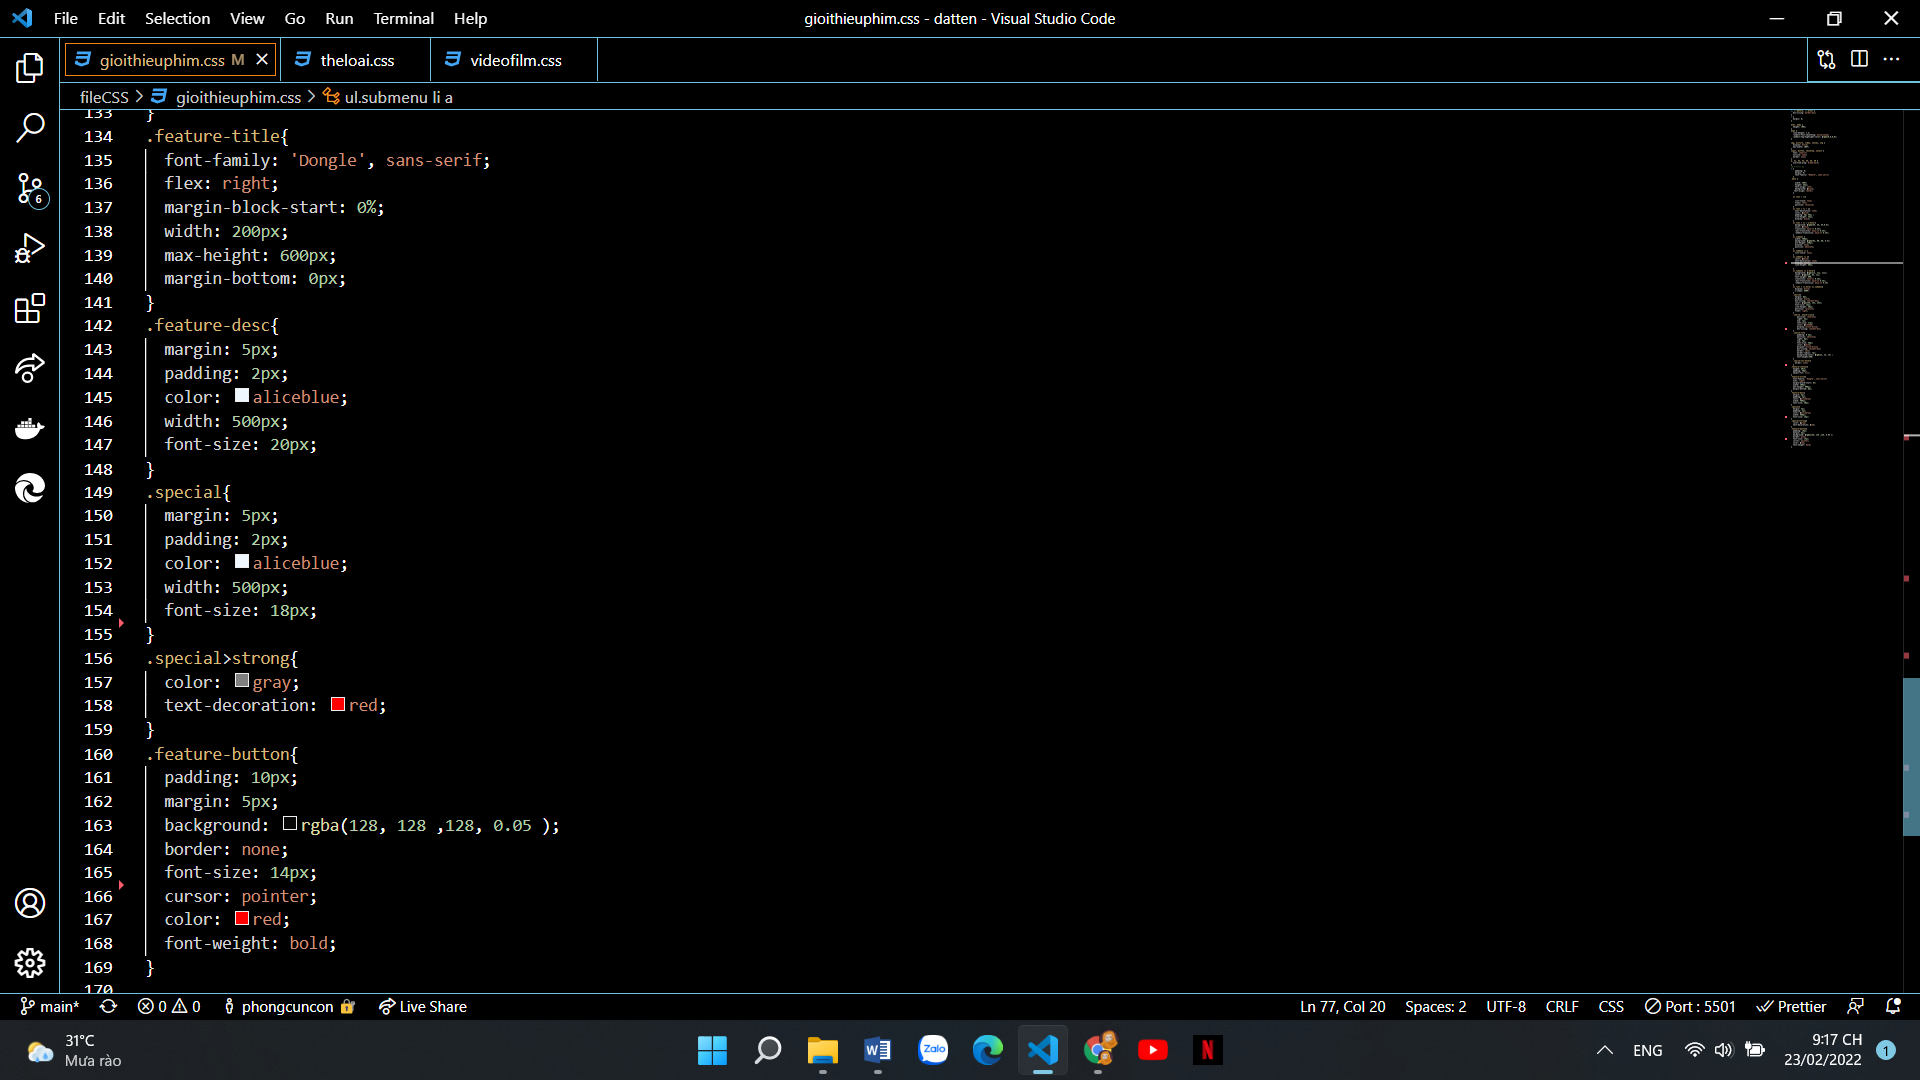 File Edit Selection View Go Run Terminal Help
gioithieuphim.css - datten - Visual Studio Code
gioithieuphim.css M
theloai.css
videofilm.css
fileCSS > gioithieuphim.css > ul.submenu li a
133 }
134 .feature-title{
135 font-family: 'Dongle', sans-serif;
136 flex: right;
137 margin-block-start: 0%;
138 width: 200px;
139 max-height: 600px;
140 margin-bottom: 0px;
141 }
142 .feature-desc{
143 margin: 5px;
144 padding: 2px;
145 color: aliceblue;
146 width: 500px;
147 font-size: 20px;
148 }
149 .special{
150 margin: 5px;
151 padding: 2px;
152 color: aliceblue;
153 width: 500px;
154 font-size: 18px;
155 }
156 .special>strong{
157 color: gray;
158 text-decoration: red;
159 }
160 .feature-button{
161 padding: 10px;
162 margin: 5px;
163 background: rgba(128, 128 ,128, 0.05 );
164 border: none;
165 font-size: 14px;
166 cursor: pointer;
167 color: red;
168 font-weight: bold;
169 }
170
6
main* 0 0 phongcuncon Live Share
Ln 77, Col 20 Spaces: 2 UTF-8 CRLF CSS Port : 5501 Prettier
31°C
Mưa rào
Zalo
N
ENG
9:17 CH
23/02/2022
1